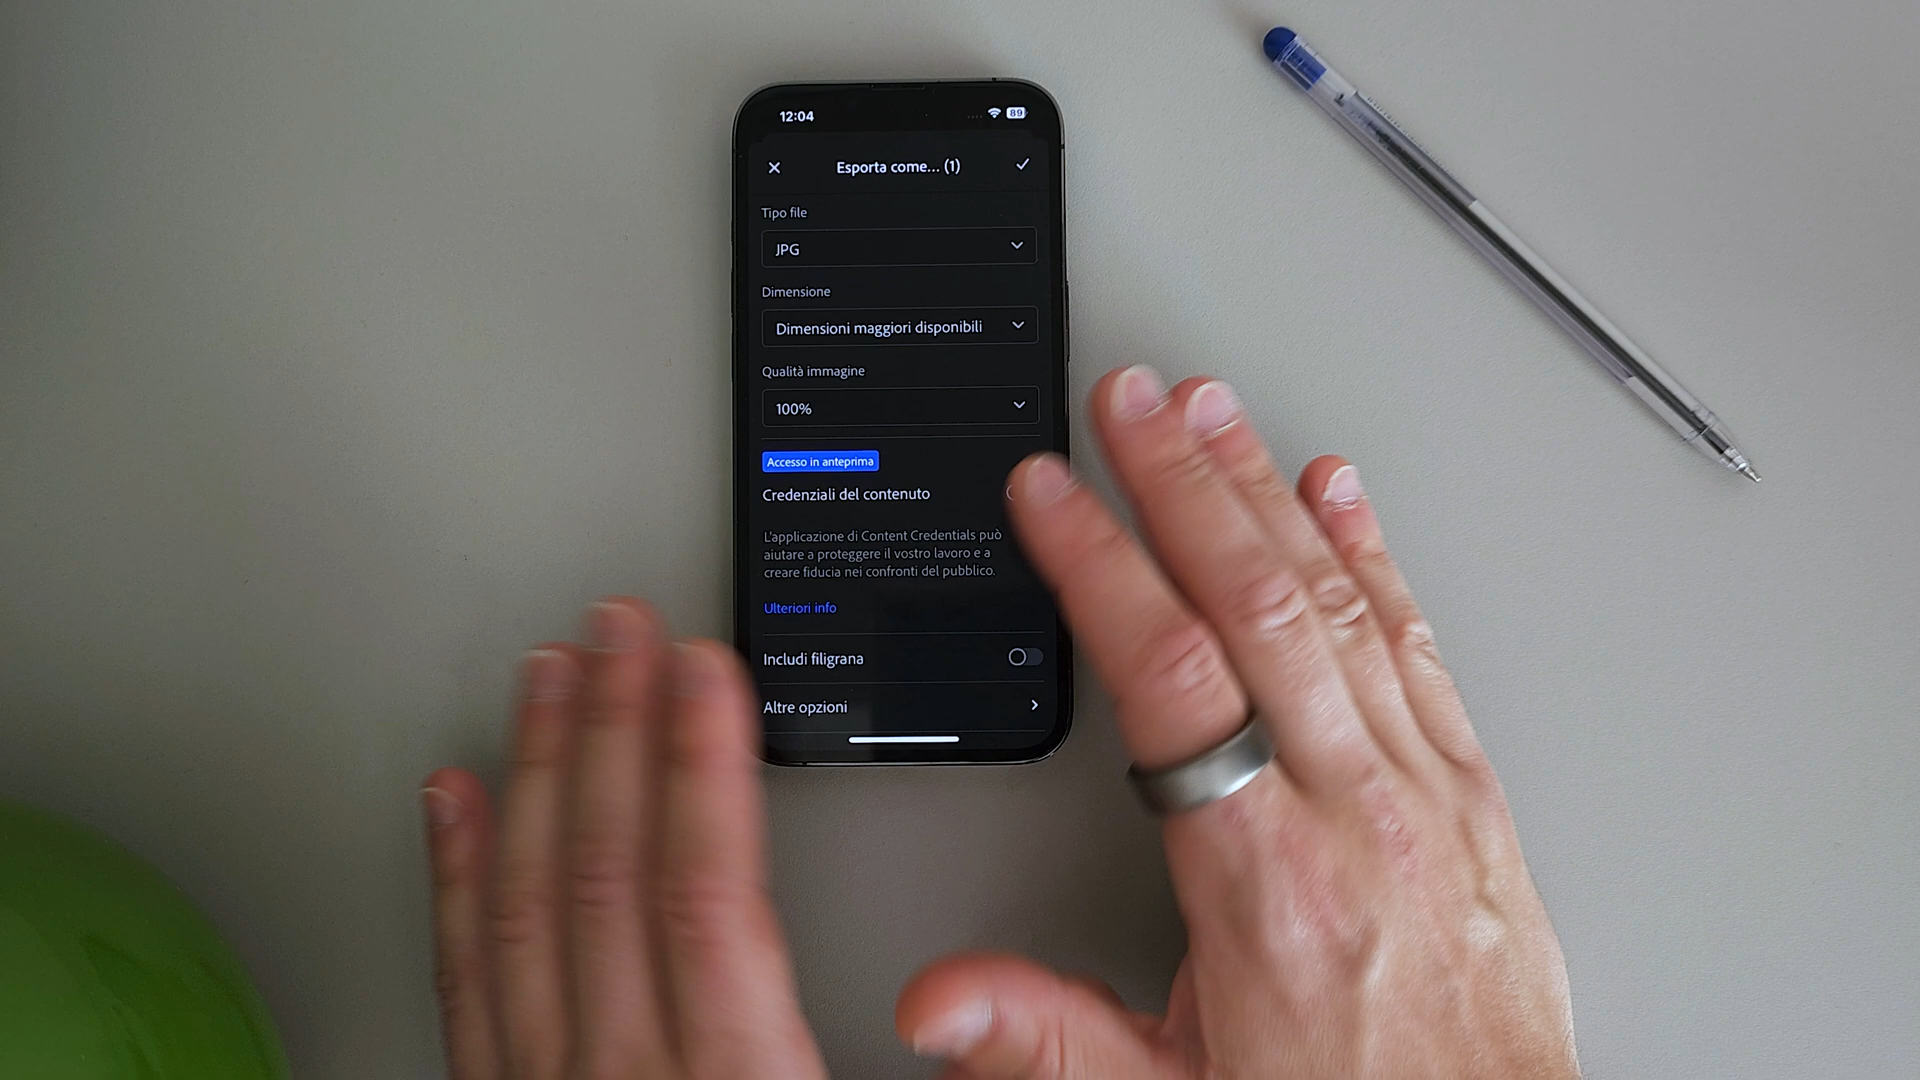 12:04
89
Esporta come... (1)
Tipo file
JPG
Dimensione
Dimensioni maggiori disponibili
Qualità immagine
100%
Accesso in anteprima
Credenziali del contenuto
L'applicazione di Content Credentials può
aiutare a proteggere il vostro lavoro e a
creare fiducia nei confronti del pubblico.
Ulteriori info
Includi filigrana
Altre opzioni